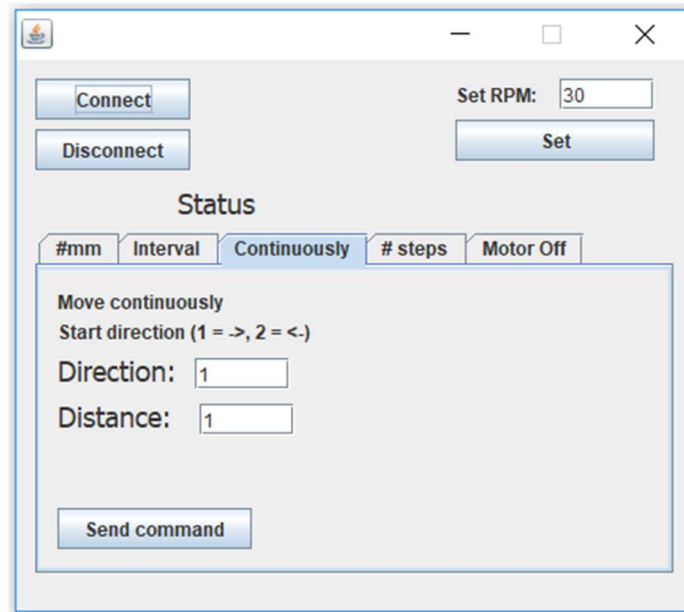 Connect
Set RPM: 30
Disconnect
Set
Status
#mm Interval Continuously # steps Motor Off
Move continuously
Start direction (1 = ->, 2 = <-)
Direction: 1
Distance: 1
Send command